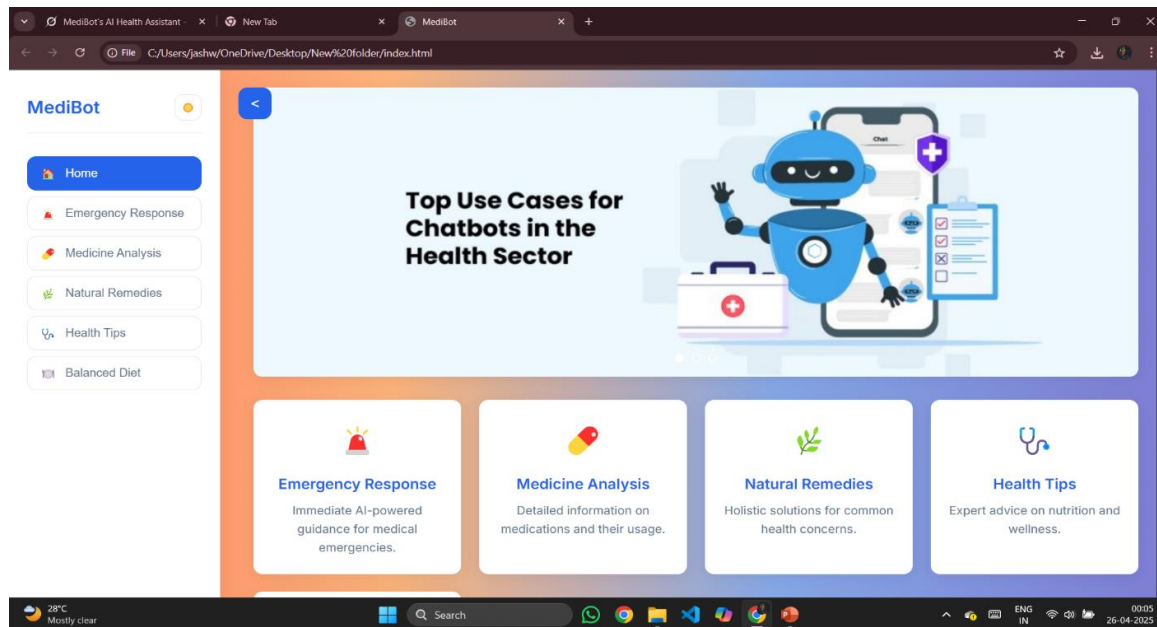 MediBot's AI Health Assistant -
New Tab
MediBot
File
C:/Users/jashw/OneDrive/Desktop/New%20folder/index.html
MediBot
<
Home
Emergency Response
Medicine Analysis
Natural Remedies
Health Tips
Balanced Diet
Top Use Cases for
Chatbots in the
Health Sector
Chat
Emergency Response
Immediate AI-powered
guidance for medical
emergencies.
Medicine Analysis
Detailed information on
medications and their usage.
Natural Remedies
Holistic solutions for common
health concerns.
Health Tips
Expert advice on nutrition and
wellness.
28°C
Mostly clear
Search
ENG
IN
00:05
26-04-2025